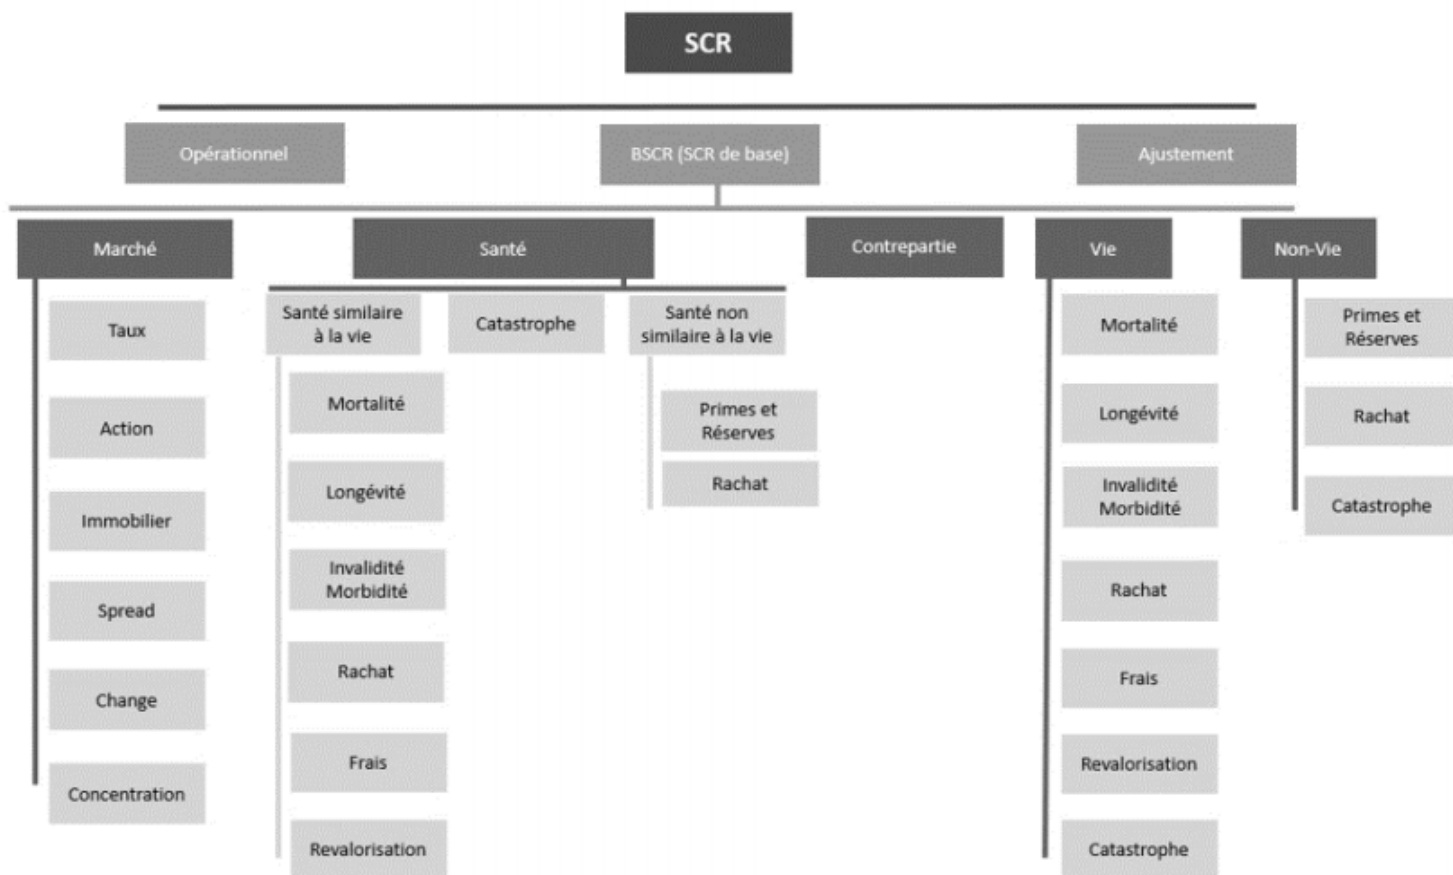 SCR
Opérationnel
BSCR (SCR de base)
Ajustement
Marché
Santé
Contrepartie
Vie
Non-Vie
Taux
Action
Immobilier
Spread
Change
Concentration
Santé similaire
à la vie
Mortalité
Longévité
Invalidité
Morbidité
Rachat
Frais
Revalorisation
Catastrophe
Santé non
similaire à la vie
Primes et
Réserves
Rachat
Mortalité
Longévité
Invalidité
Morbidité
Rachat
Frais
Revalorisation
Catastrophe
Primes et
Réserves
Rachat
Catastrophe